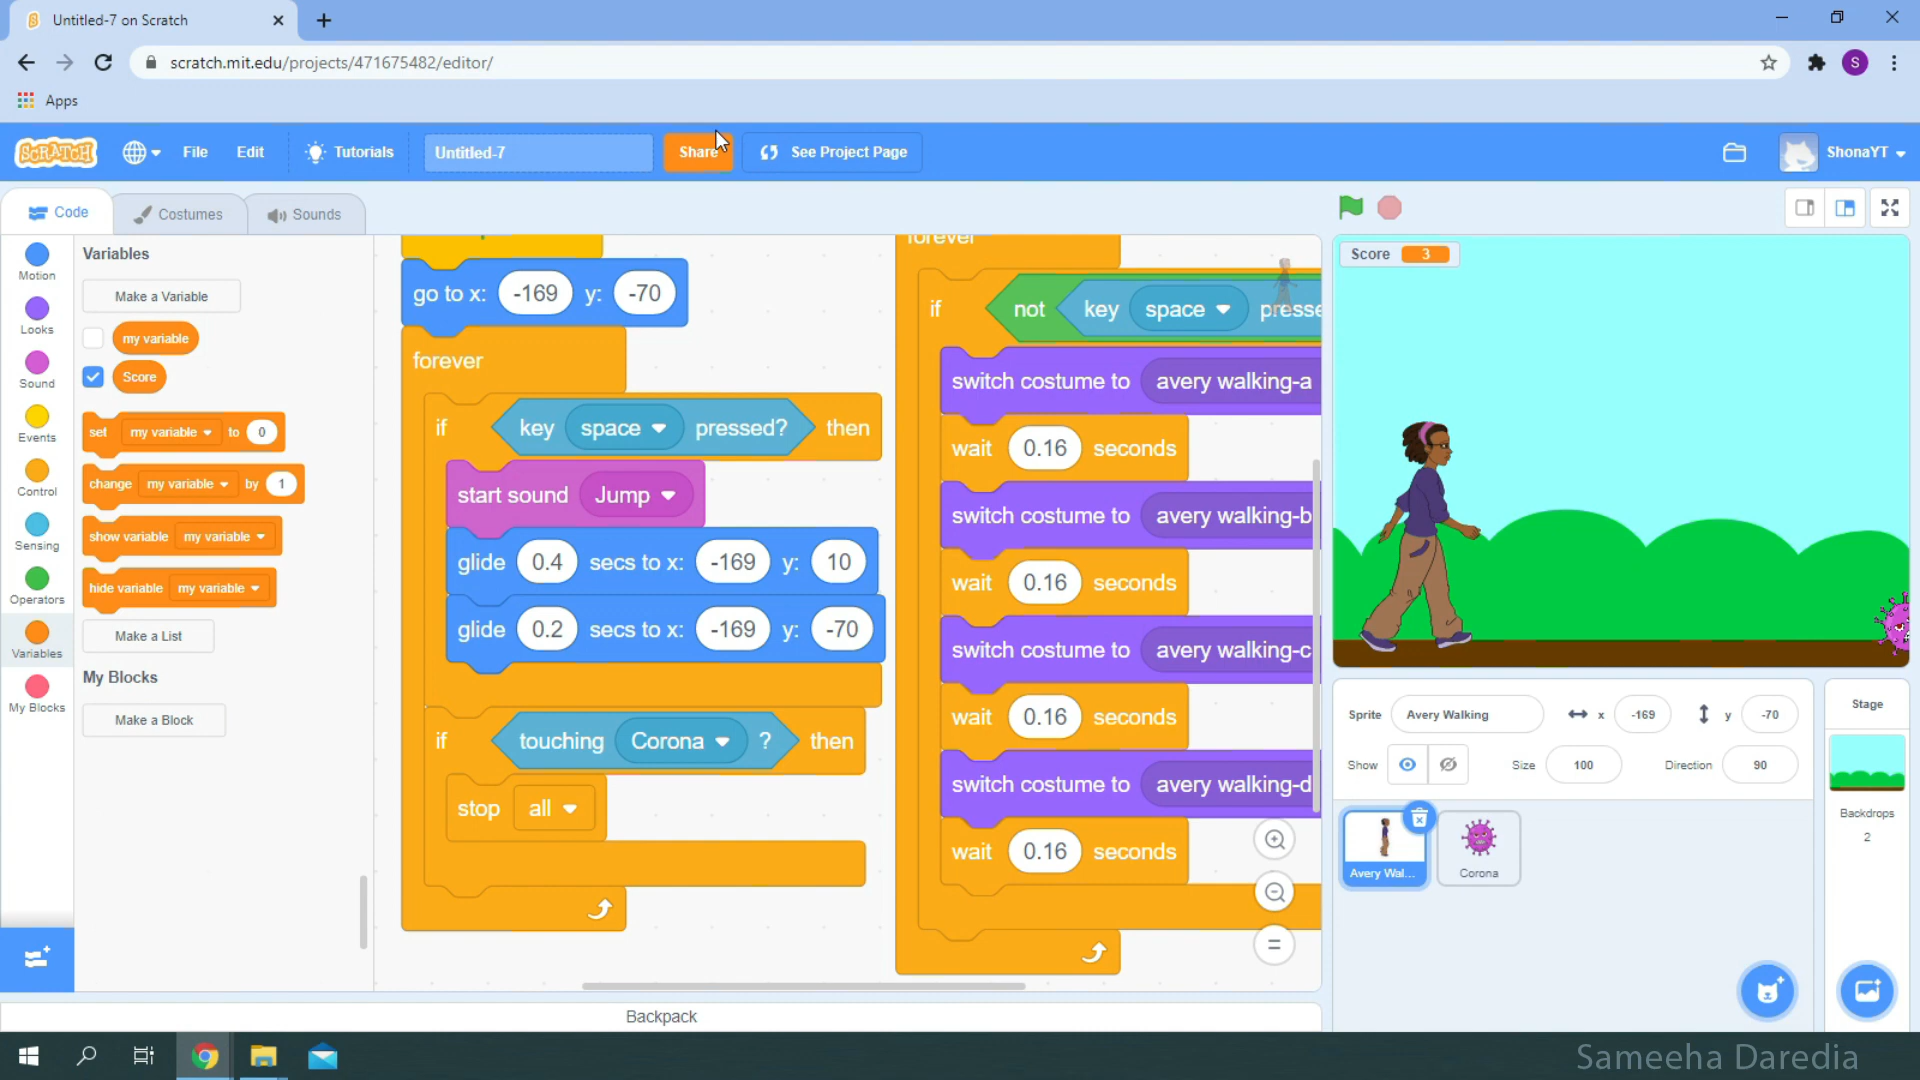 Untitled-7 on Scratch
scratch.mit.edu/projects/471675482/editor/
S
Apps
SCRATCH
File
Edit
Tutorials
Untitled-7
Share
See Project Page
ShonaYT
Code
Costumes
Sounds
Motion
Looks
Sound
Events
Control
Sensing
Operators
Variables
My Blocks
Variables
Make a Variable
my variable
Score
set my variable to 0
change my variable by 1
show variable my variable
hide variable my variable
Make a List
My Blocks
Make a Block
go to x: -169 y: -70
forever
if key space pressed? then
start sound Jump
glide 0.4 secs to x: -169 y: 10
glide 0.2 secs to x: -169 y: -70
if touching Corona ? then
stop all
forever
if not key space presse
switch costume to avery walking-a
wait 0.16 seconds
switch costume to avery walking-b
wait 0.16 seconds
switch costume to avery walking-c
wait 0.16 seconds
switch costume to avery walking-d
wait 0.16 seconds
Score 3
Sprite Avery Walking x -169 y -70
Show Size 100 Direction 90
Avery Wal...
Corona
Stage
Backdrops
2
Backpack
Sameeha Daredia